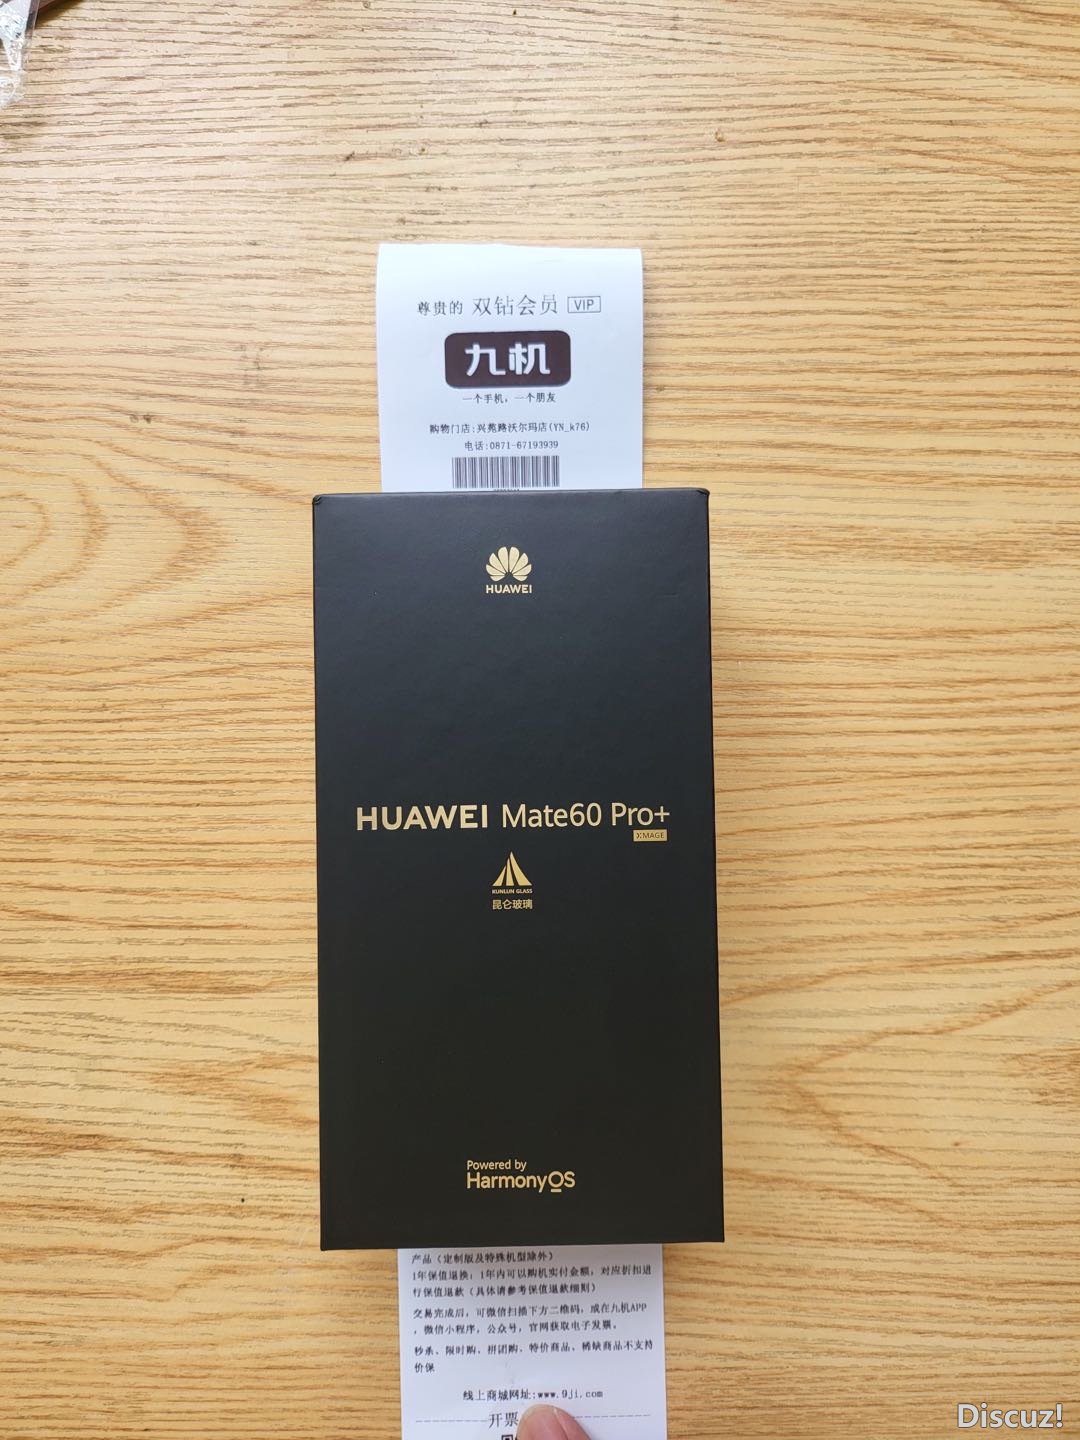 尊贵的 双钻会员 VIP
九机
一个手机，一个朋友
购物门店:兴苑路沃尔玛店(YN_k76)
电话:0871-67193939
HUAWEI
HUAWEI Mate60 Pro+
XMAGE
KUNLUN GLASS
昆仑玻璃
Powered by
HarmonyOS
产品（定制版及特殊机型除外）
1年保值退换：1年内可以购机实付金额，对应折扣进
行保值退款（具体请参考保值退款细则）
交易完成后，可微信扫描下方二维码，或在九机APP
，微信小程序，公众号，官网获取电子发票。
秒杀、限时购、拼团购、特价商品、稀缺商品不支持
价保
线上商城网址:www.9ji.com
开票
Discuz!